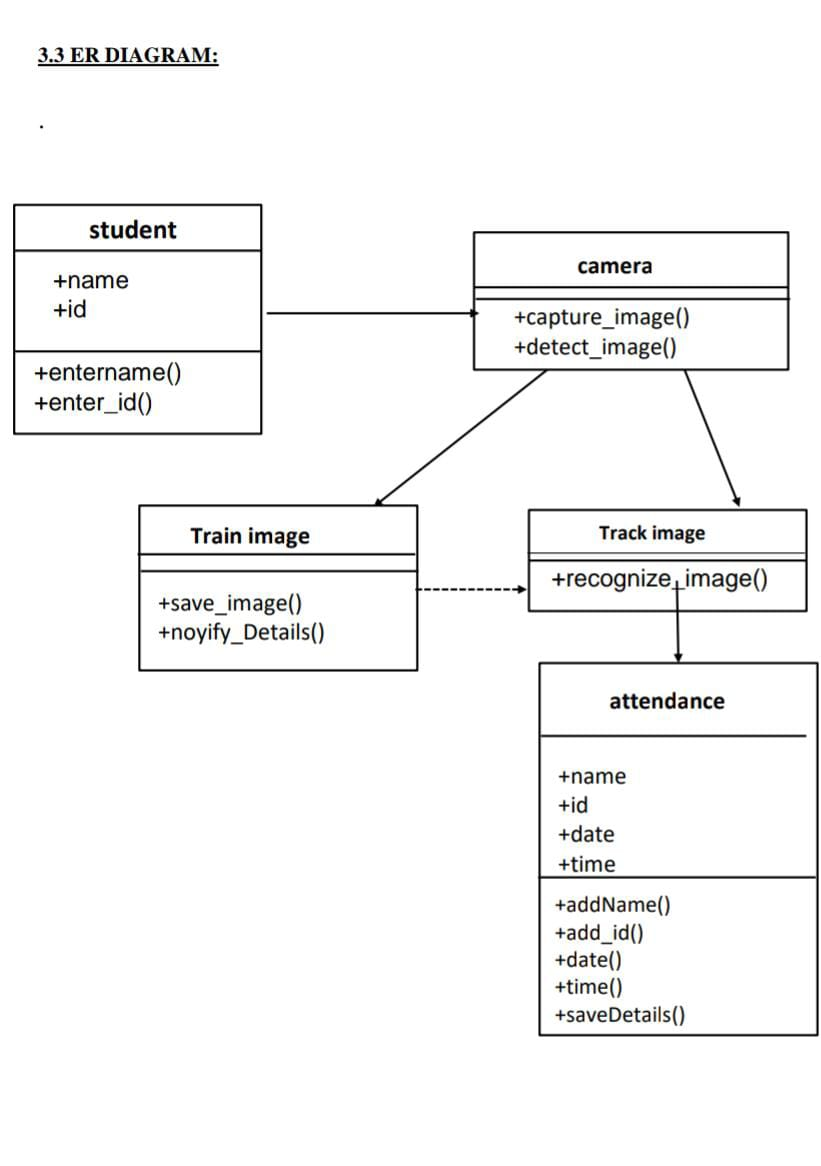 3.3 ER DIAGRAM:
.
student
+name
+id
+entername()
+enter_id()
camera
+capture_image()
+detect_image()
Train image
+save_image()
+noyify_Details()
Track image
+recognize_image()
attendance
+name
+id
+date
+time
+addName()
+add_id()
+date()
+time()
+saveDetails()